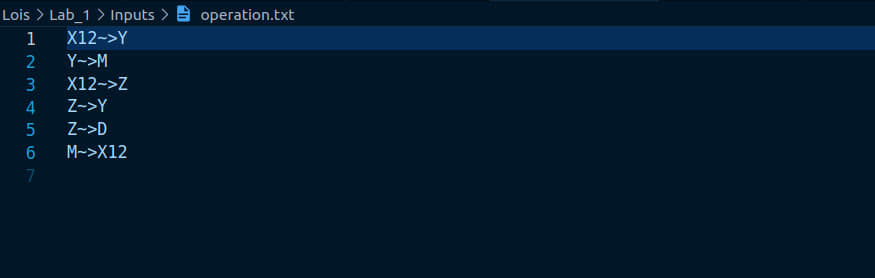 Lois > Lab_1 > Inputs > operation.txt
1 X12~>Y
2 Y~>M
3 X12~>Z
4 Z~>Y
5 Z~>D
6 M~>X12
7